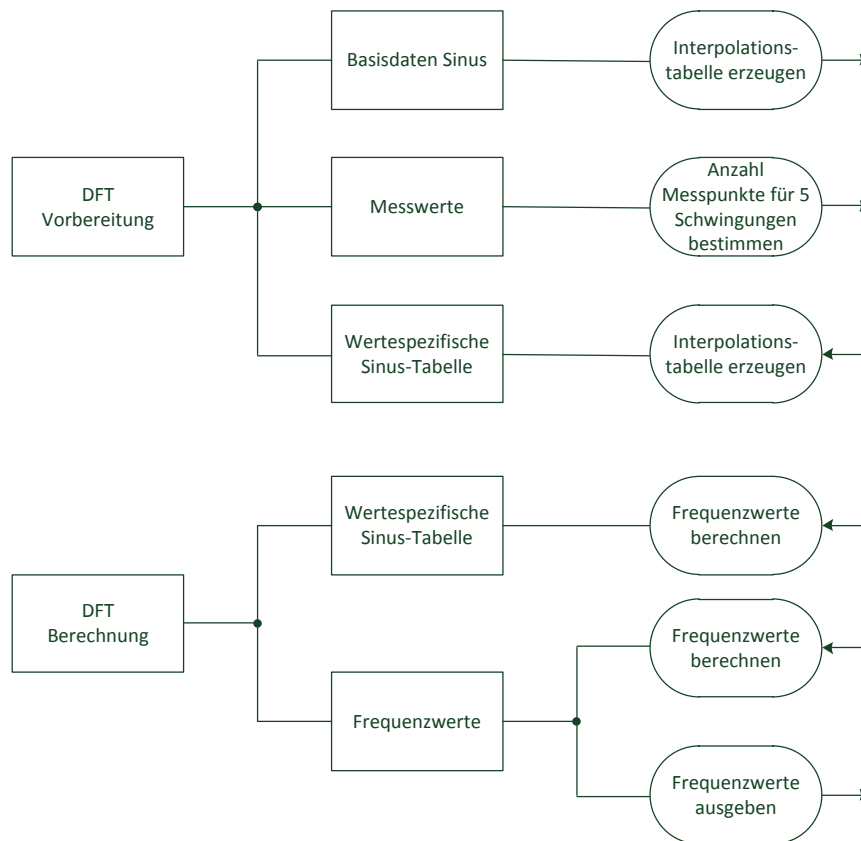 Basisdaten Sinus
Interpolations-
tabelle erzeugen
DFT
Vorbereitung
Messwerte
Anzahl
Messpunkte für 5
Schwingungen
bestimmen
Wertespezifische
Sinus-Tabelle
Interpolations-
tabelle erzeugen
Wertespezifische
Sinus-Tabelle
Frequenzwerte
berechnen
DFT
Berechnung
Frequenzwerte
berechnen
Frequenzwerte
Frequenzwerte
ausgeben